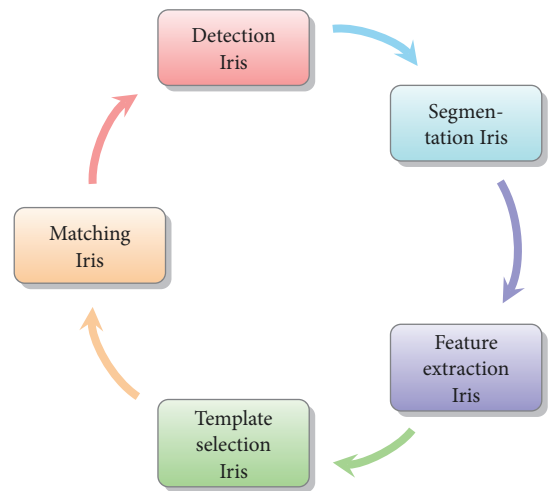 Detection
Iris
Segmen-
tation Iris
Feature
extraction
Iris
Template
selection
Iris
Matching
Iris